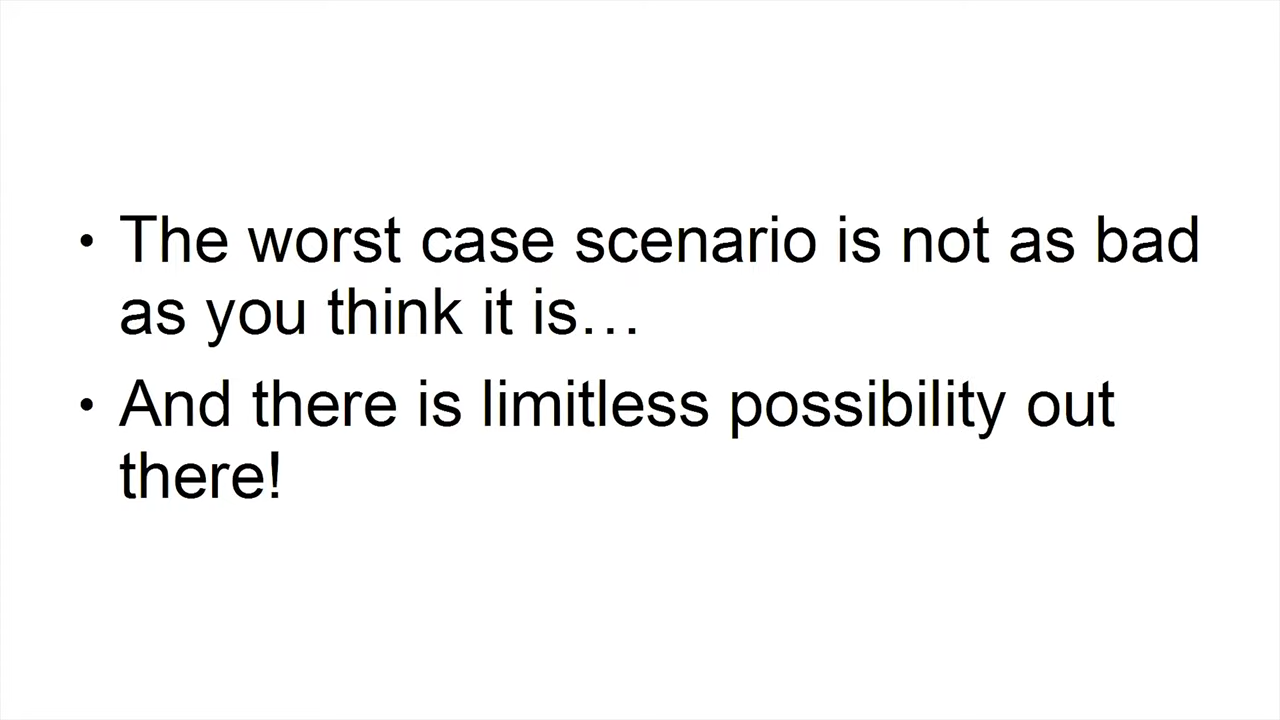 • The worst case scenario is not as bad
as you think it is…
• And there is limitless possibility out
there!